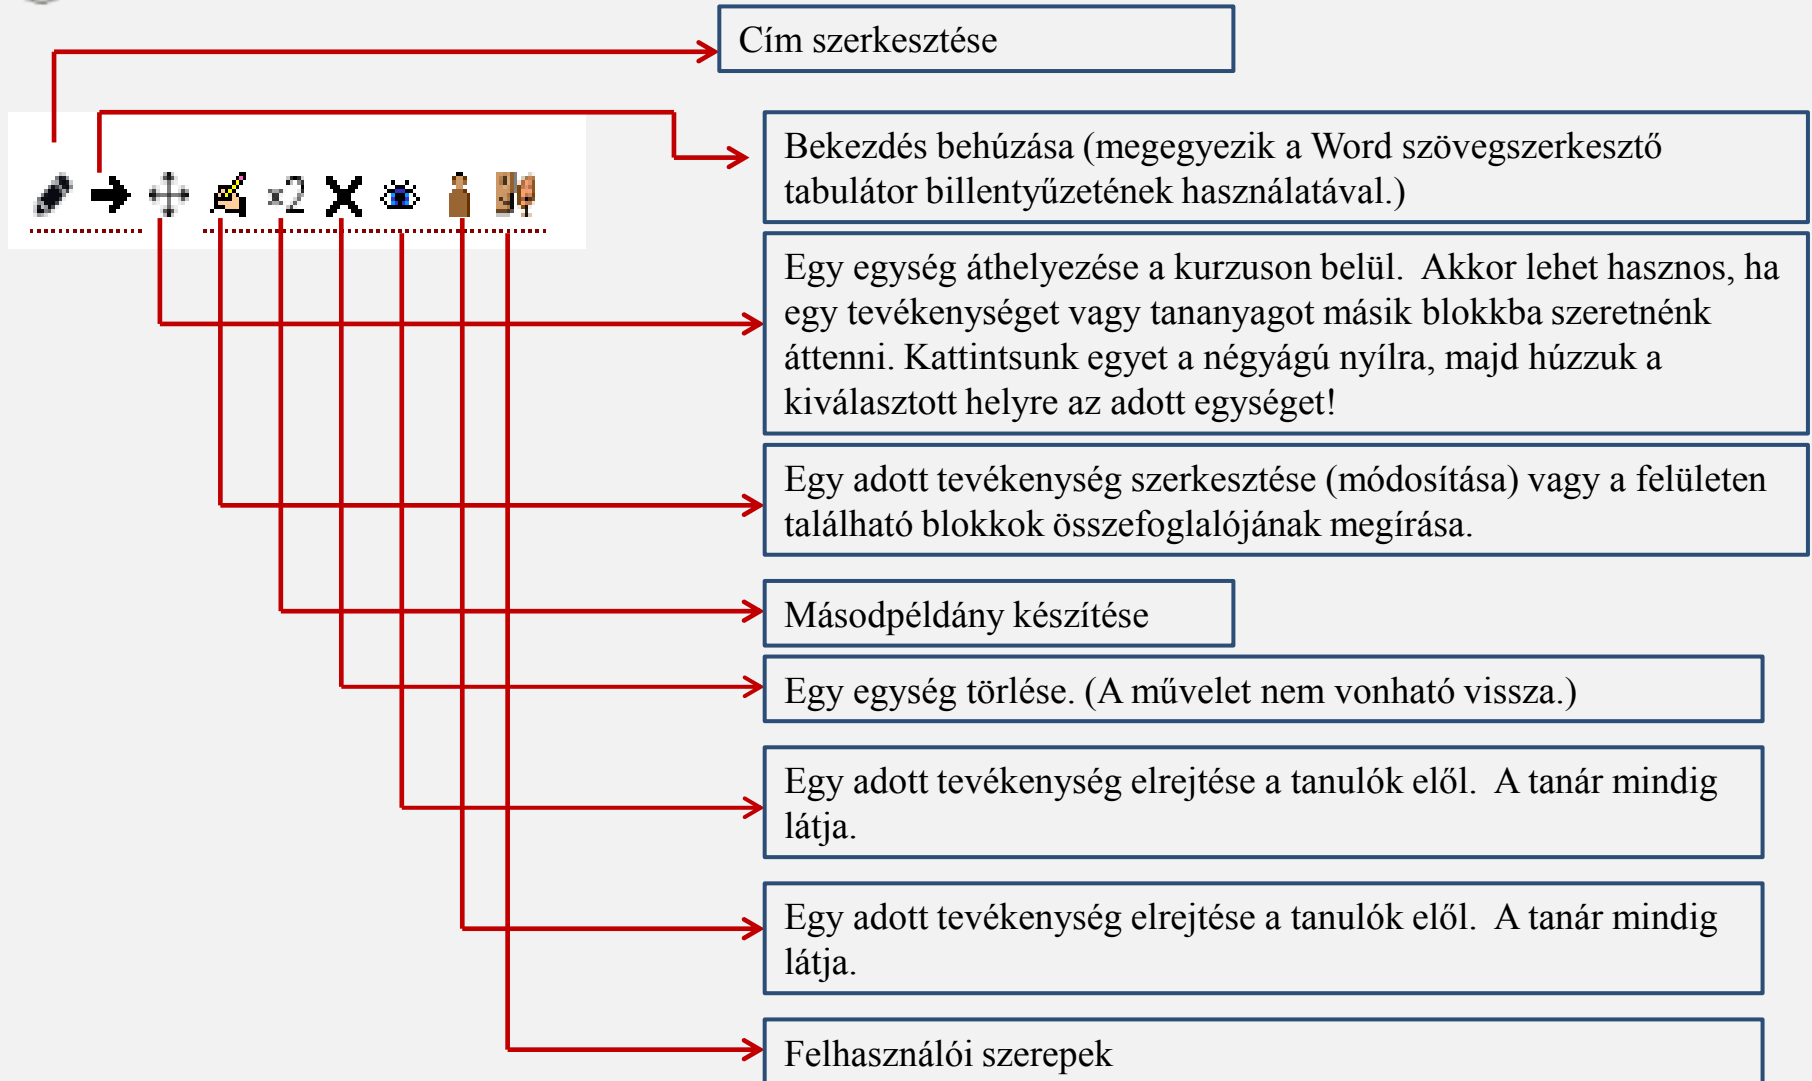 Cím szerkesztése
Bekezdés behúzása (megegyezik a Word szövegszerkesztő
tabulátor billentyűzetének használatával.)
x2
Egy egység áthelyezése a kurzuson belül.  Akkor lehet hasznos, ha
egy tevékenységet vagy tananyagot másik blokkba szeretnénk
áttenni. Kattintsunk egyet a négyágú nyílra, majd húzzuk a
kiválasztott helyre az adott egységet!
Egy adott tevékenység szerkesztése (módosítása) vagy a felületen
található blokkok összefoglalójának megírása.
Másodpéldány készítése
Egy egység törlése. (A művelet nem vonható vissza.)
Egy adott tevékenység elrejtése a tanulók elől.  A tanár mindig
látja.
Egy adott tevékenység elrejtése a tanulók elől.  A tanár mindig
látja.
Felhasználói szerepek